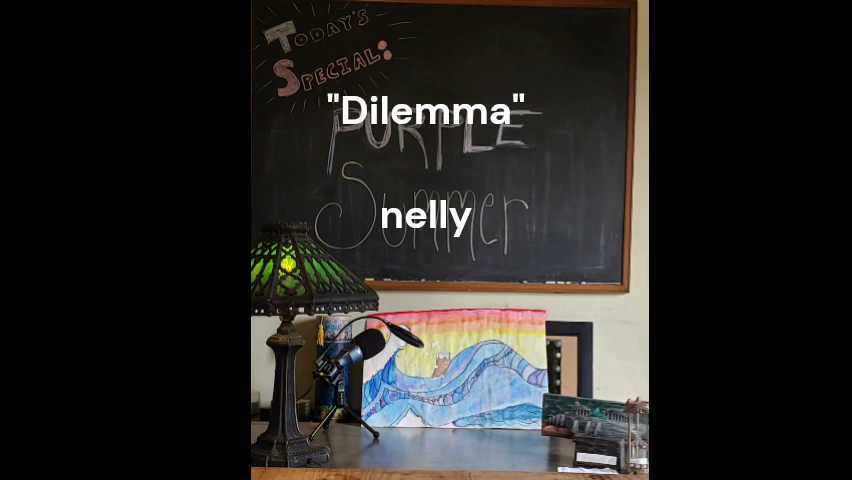 TODAY'S
SPECIAL:
"Dilemma"
PURPLE
Summer
nelly